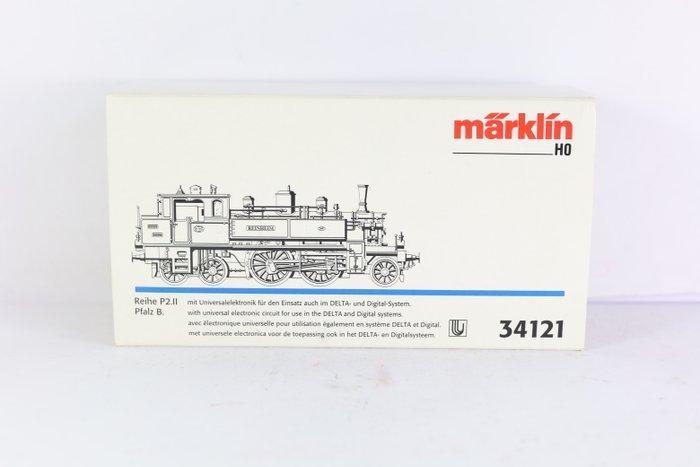 märklin
HO
REINHEIM
Reihe P2.II
Pfalz B.
mit Universalelektronik für den Einsatz auch im DELTA- und Digital-System.
with universal electronic circuit for use in the DELTA and Digital systems.
avec électronique universelle pour utilisation également en système DELTA et Digital.
met universele electronica voor de toepassing ook in het DELTA- en Digitalsysteem.
34121